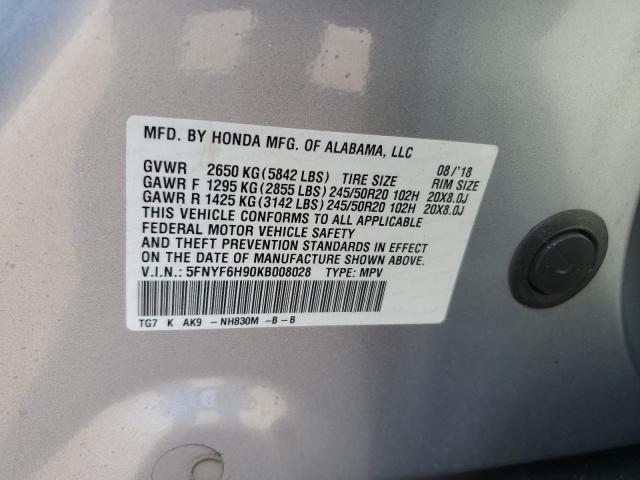 MFD. BY HONDA MFG. OF ALABAMA, LLC 08/'18
GVWR 2650 KG (5842 LBS) TIRE SIZE RIM SIZE
GAWR F 1295 KG (2855 LBS) 245/50R20 102H 20X8.0J
GAWR R 1425 KG (3142 LBS) 245/50R20 102H 20X8.0J
THIS VEHICLE CONFORMS TO ALL APPLICABLE
FEDERAL MOTOR VEHICLE SAFETY
AND THEFT PREVENTION STANDARDS IN EFFECT
ON THE DATE OF MANUFACTURE SHOWN ABOVE.
V.I.N.: 5FNYF6H90KB008028 TYPE: MPV
TG7 K AK9 - NH830M -B-B